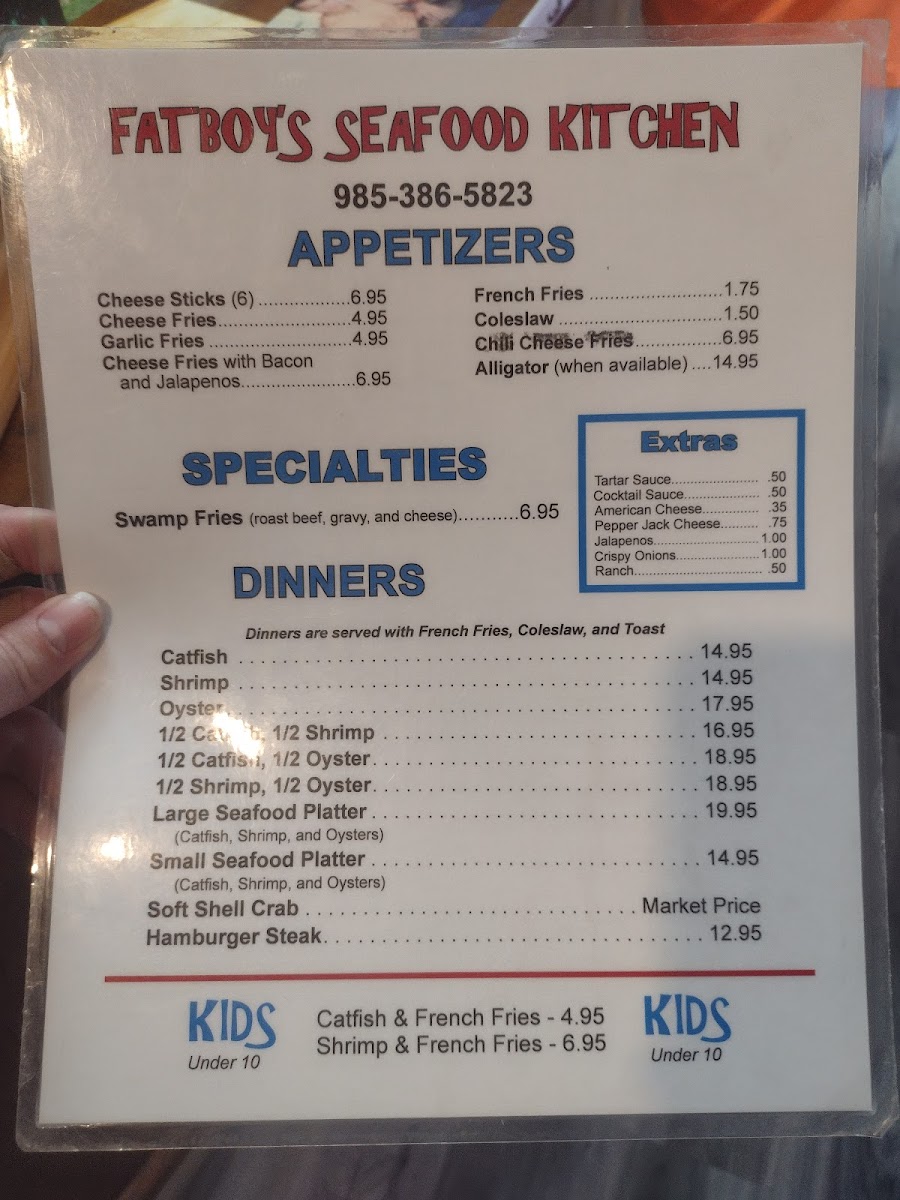 FATBOY'S SEAFOOD KITCHEN
985-386-5823
APPETIZERS
Cheese Sticks (6)...................6.95
Cheese Fries..........................4.95
Garlic Fries............................4.95
Cheese Fries with Bacon
and Jalapenos......................6.95
French Fries..........................1.75
Coleslaw................................1.50
Chili Cheese Fries.................6.95
Alligator (when available)....14.95
SPECIALTIES
Swamp Fries (roast beef, gravy, and cheese)...........6.95
Extras
Tartar Sauce...................... .50
Cocktail Sauce................... .50
American Cheese.............. .35
Pepper Jack Cheese.......... .75
Jalapenos...........................1.00
Crispy Onions.....................1.00
Ranch................................. .50
DINNERS
Dinners are served with French Fries, Coleslaw, and Toast
Catfish ........................................ 14.95
Shrimp ........................................ 14.95
Oyster......................................... 17.95
1/2 Catfish, 1/2 Shrimp ........................... 16.95
1/2 Catfish, 1/2 Oyster............................ 18.95
1/2 Shrimp, 1/2 Oyster............................ 18.95
Large Seafood Platter ............................ 19.95
(Catfish, Shrimp, and Oysters)
Small Seafood Platter ............................ 14.95
(Catfish, Shrimp, and Oysters)
Soft Shell Crab ............................ Market Price
Hamburger Steak................................ 12.95
KIDS
Under 10
Catfish & French Fries - 4.95
Shrimp & French Fries - 6.95
KIDS
Under 10